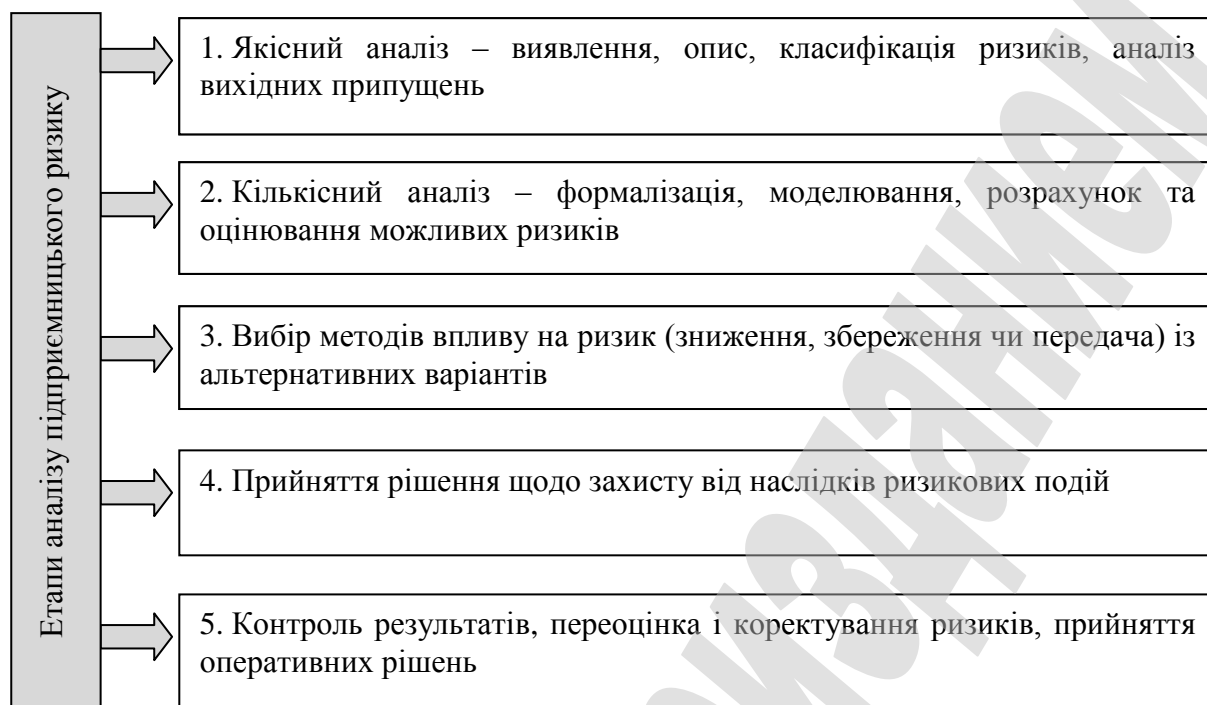 Етапи аналізу підприємницького ризику
1. Якісний аналіз – виявлення, опис, класифікація ризиків, аналіз
вихідних припущень
2. Кількісний аналіз – формалізація, моделювання, розрахунок та
оцінювання можливих ризиків
3. Вибір методів впливу на ризик (зниження, збереження чи передача) із
альтернативних варіантів
4. Прийняття рішення щодо захисту від наслідків ризикових подій
5. Контроль результатів, переоцінка і коректування ризиків, прийняття
оперативних рішень